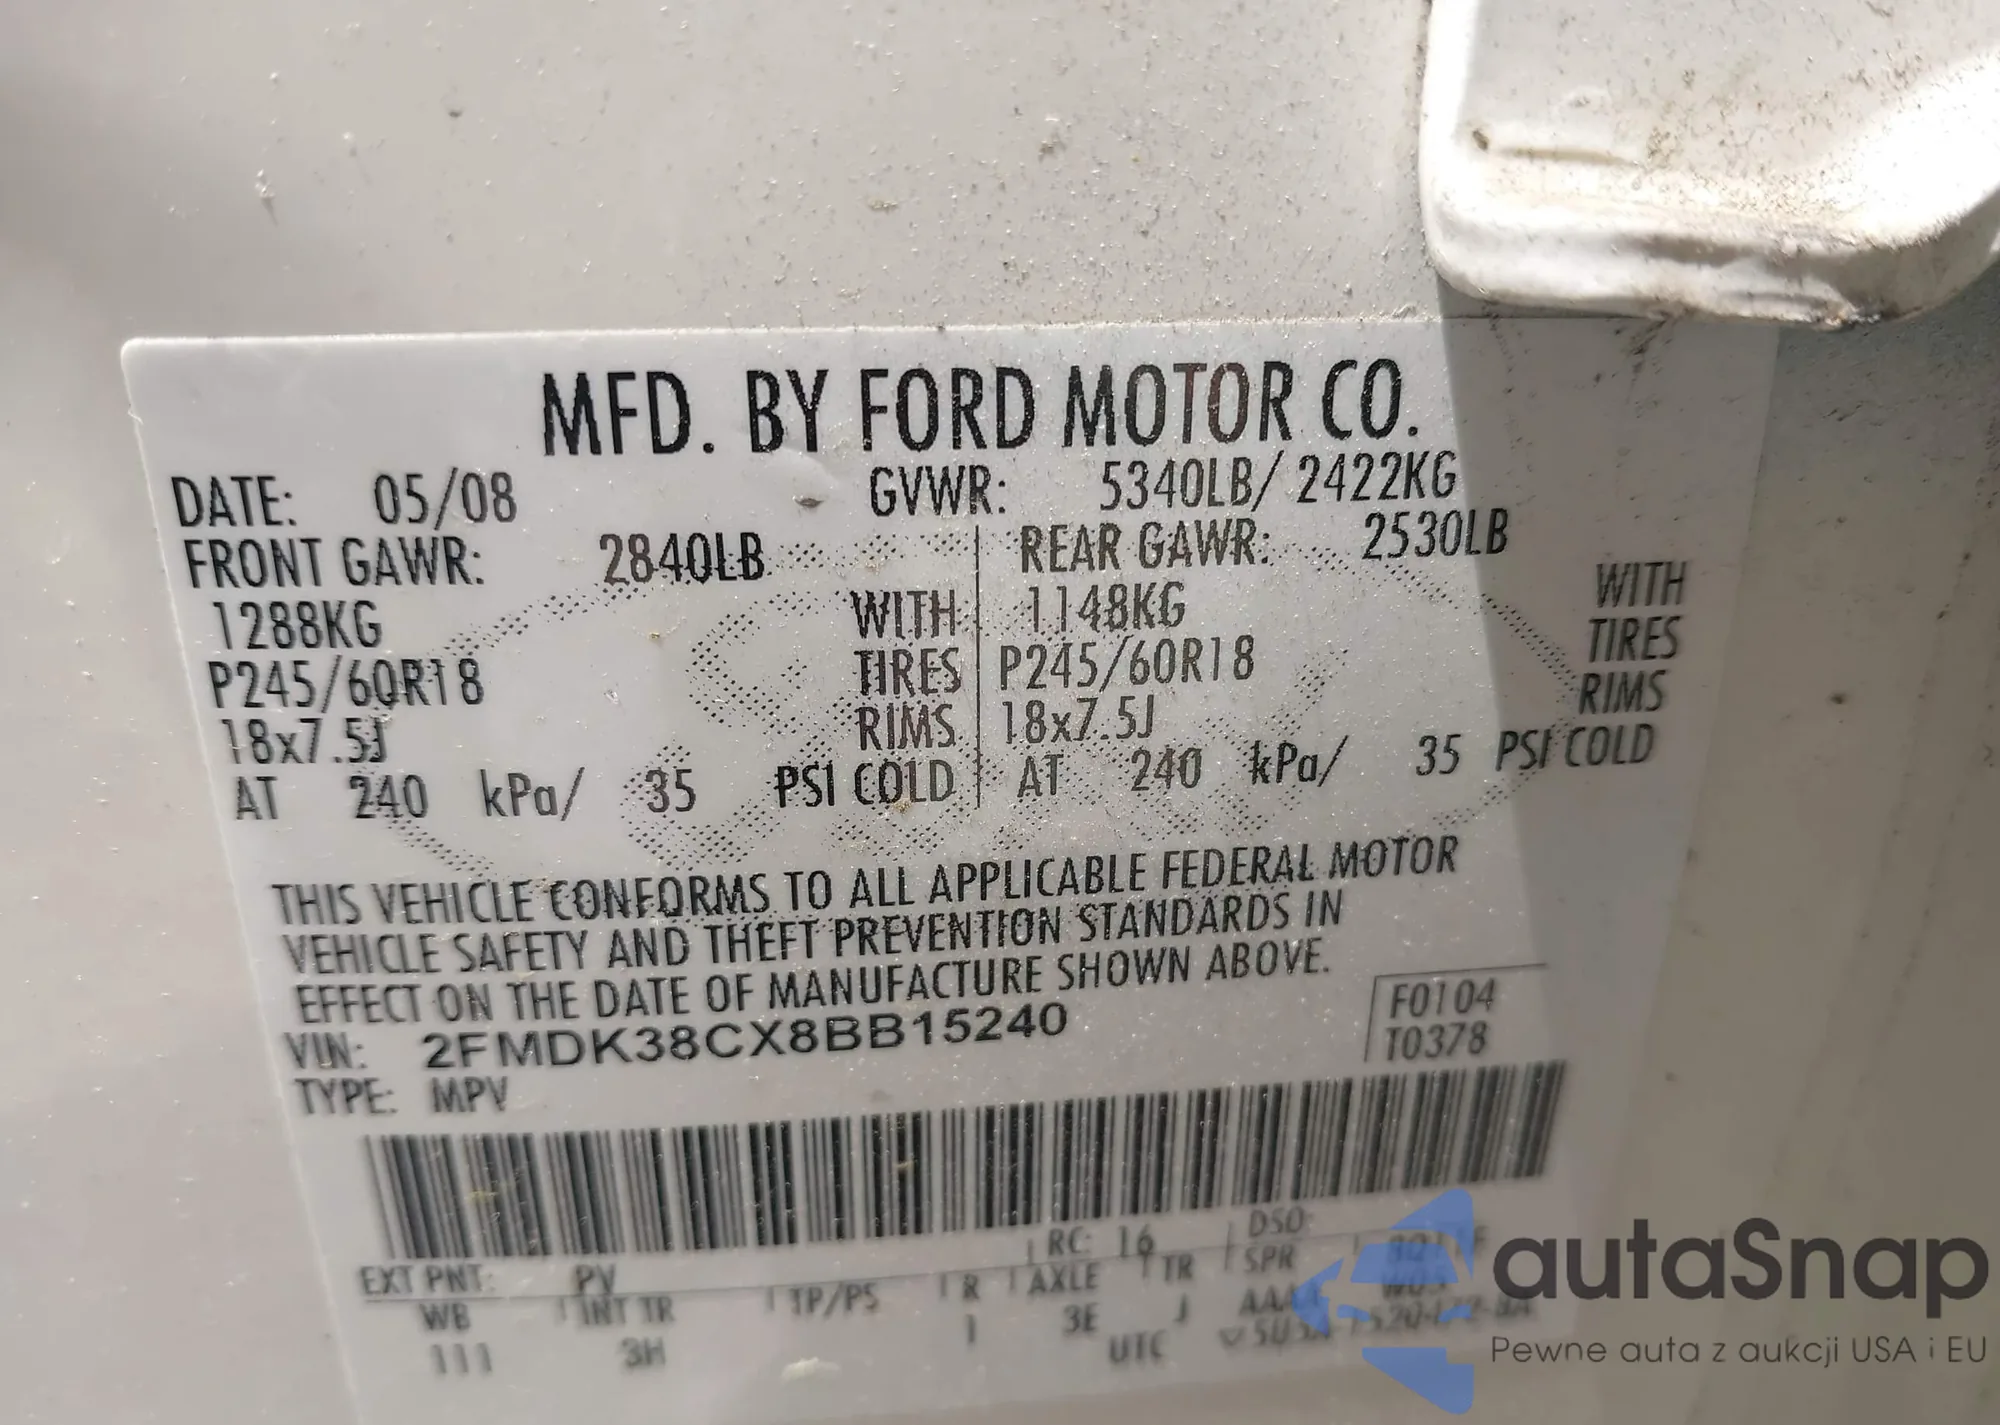 MFD. BY FORD MOTOR CO.
DATE: 05/08 GVWR: 5340LB/ 2422KG
FRONT GAWR: 2840LB REAR GAWR: 2530LB
1288KG WITH 1148KG WITH
P245/60R18 TIRES P245/60R18 TIRES
18x7.5J RIMS 18x7.5J RIMS
AT 240 kPa/ 35 PSI COLD AT 240 kPa/ 35 PSI COLD
THIS VEHICLE CONFORMS TO ALL APPLICABLE FEDERAL MOTOR
VEHICLE SAFETY AND THEFT PREVENTION STANDARDS IN
EFFECT ON THE DATE OF MANUFACTURE SHOWN ABOVE.
VIN: 2FMDK38CX8BB15240
TYPE: MPV
F0104
T0378
EXT PNT: PV RC: 16 DSO:
WB INT TR TP/PS R AXLE TR SPR
111 3H 1 3E J
UTC
autaSnap
Pewne auta z aukcji USA i EU